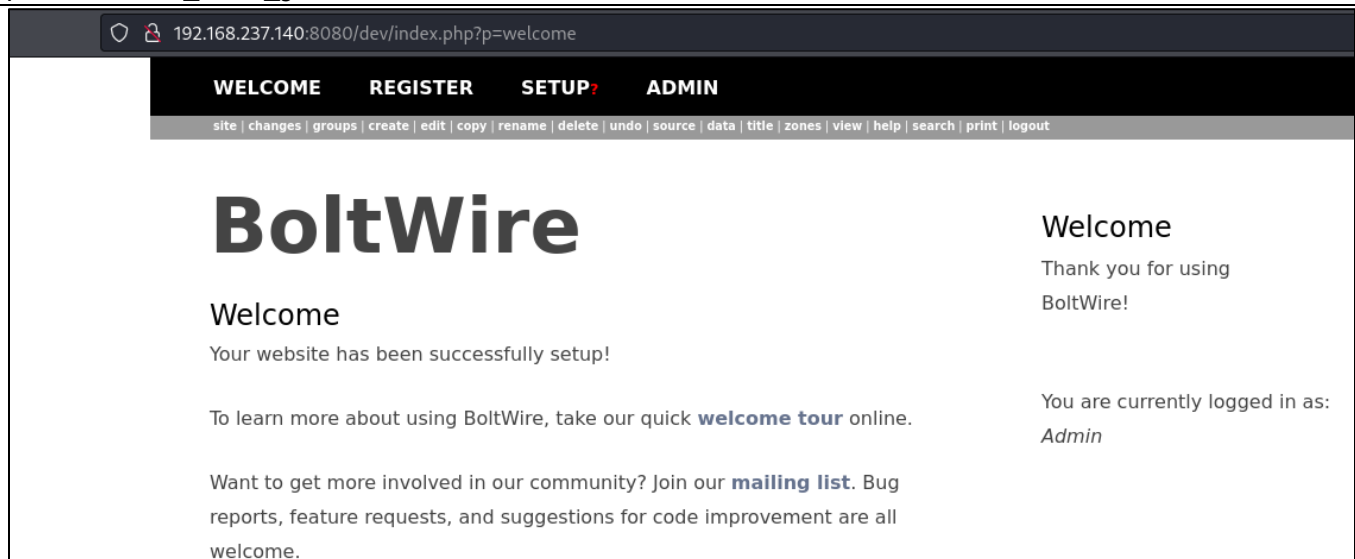 192.168.237.140:8080/dev/index.php?p=welcome
WELCOME REGISTER SETUP? ADMIN
site | changes | groups | create | edit | copy | rename | delete | undo | source | data | title | zones | view | help | search | print | logout
BoltWire
Welcome
Your website has been successfully setup!
To learn more about using BoltWire, take our quick welcome tour online.
Want to get more involved in our community? Join our mailing list. Bug
reports, feature requests, and suggestions for code improvement are all
welcome.
Welcome
Thank you for using
BoltWire!
You are currently logged in as:
Admin